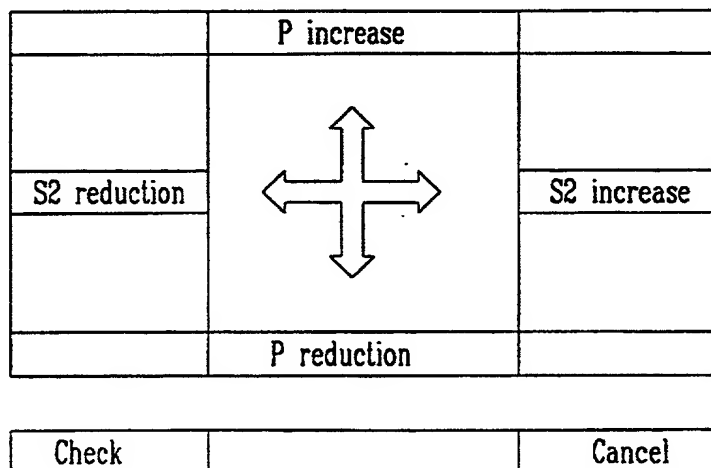 P increase
S2 reduction
S2 increase
P reduction
Check
Cancel